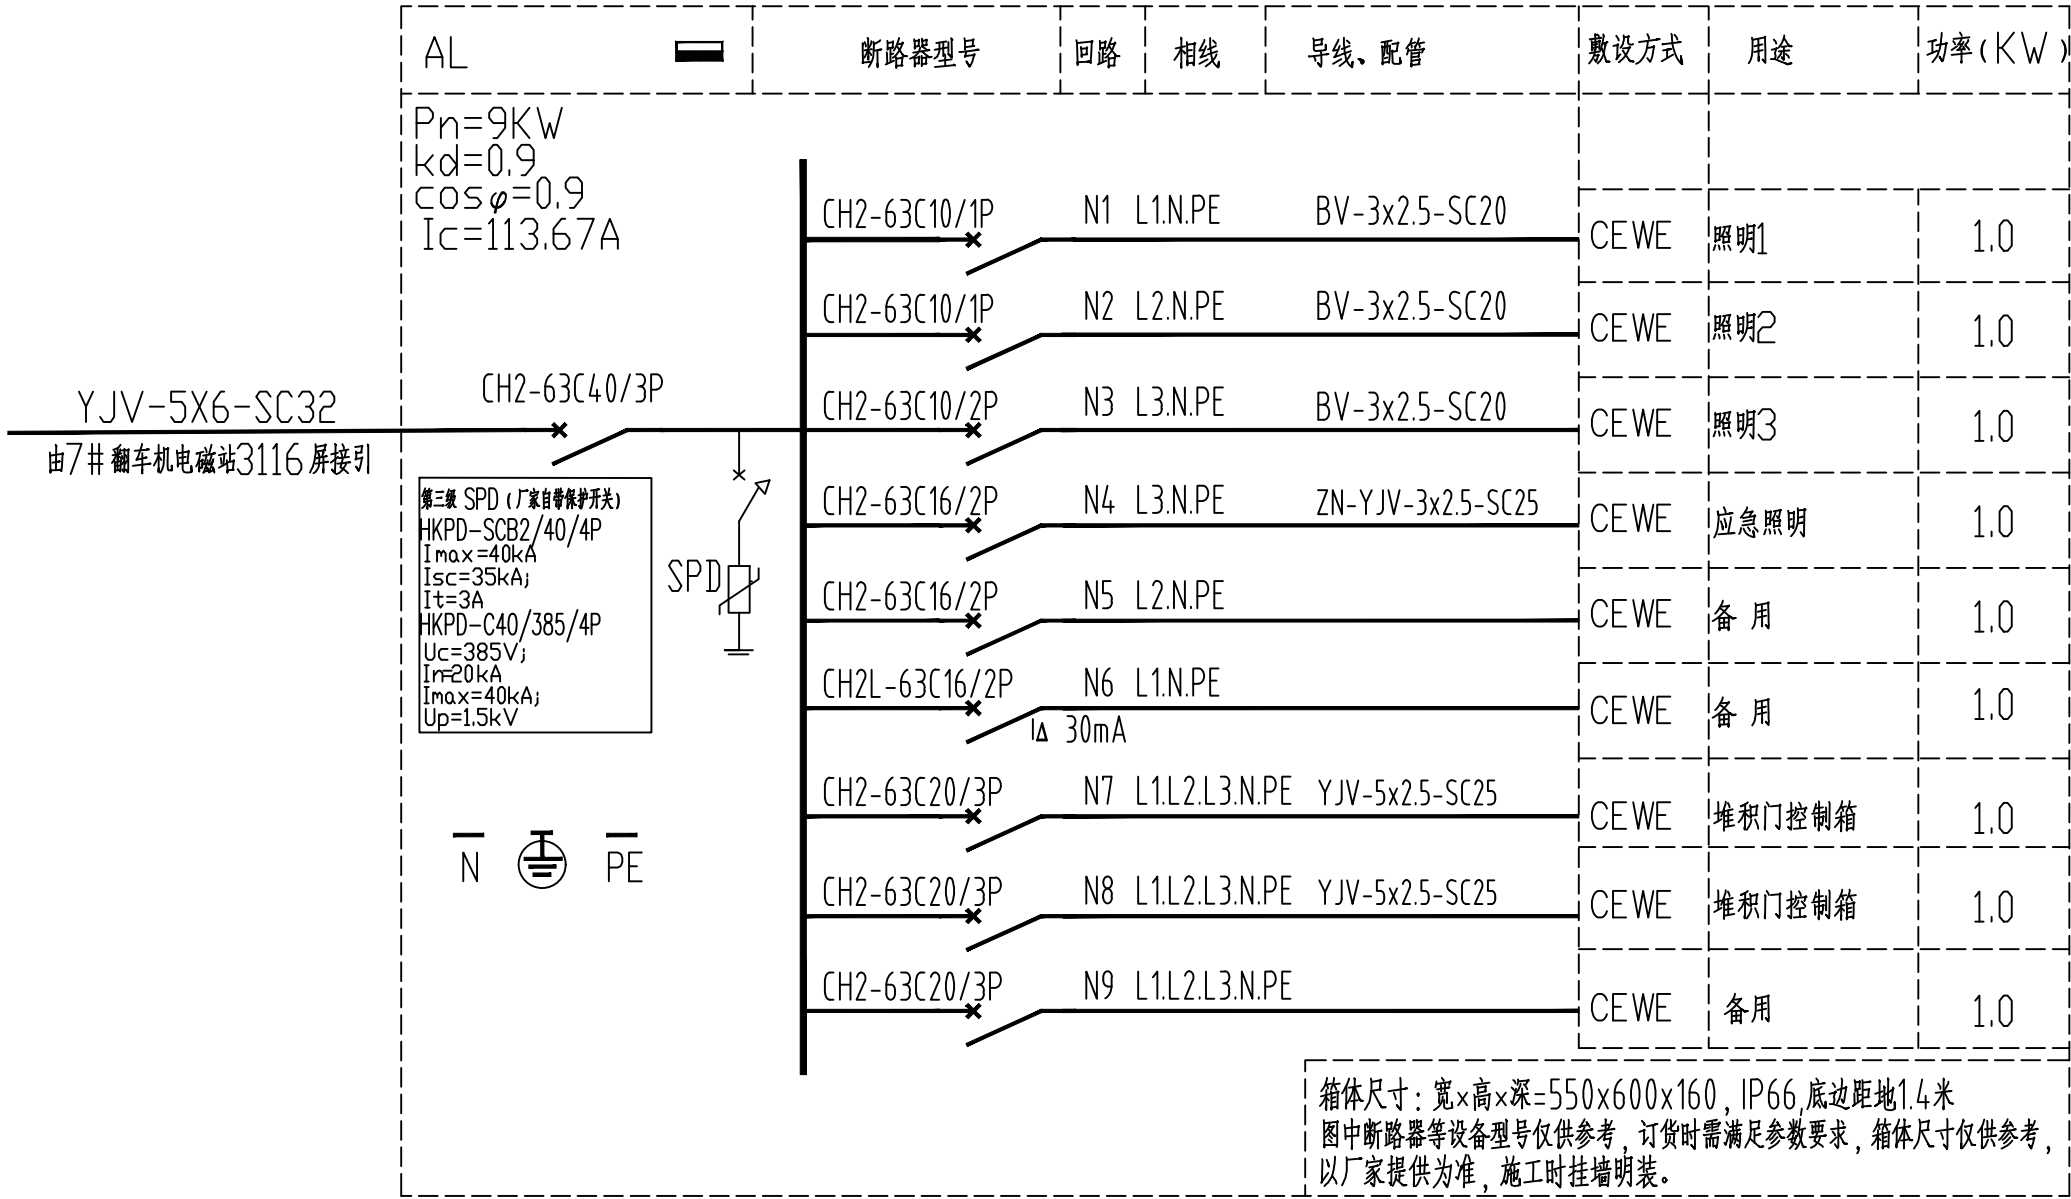 AL 断路器型号 回路 相线 导线、配管 敷设方式 用途 功率(KW)
Pn=9KW
kd=0.9
cosφ=0.9
Ic=113.67A
CH2-63C10/1P N1 L1.N.PE BV-3x2.5-SC20 CEWE 照明1 1.0
CH2-63C10/1P N2 L2.N.PE BV-3x2.5-SC20 CEWE 照明2 1.0
CH2-63C40/3P
YJV-5X6-SC32
由7#翻车机电磁站3116屏接引
CH2-63C10/2P N3 L3.N.PE BV-3x2.5-SC20 CEWE 照明3 1.0
CH2-63C16/2P N4 L3.N.PE ZN-YJV-3x2.5-SC25 CEWE 应急照明 1.0
第三级 SPD(厂家自带保护开关)
HKPD-SCB2/40/4P
Imax=40kA
Isc=35kA;
It=3A
HKPD-C40/385/4P
Uc=385V;
In=20kA
Imax=40kA;
Up=1.5kV
SPD
CH2-63C16/2P N5 L2.N.PE CEWE 备 用 1.0
CH2L-63C16/2P N6 L1.N.PE CEWE 备 用 1.0
IΔ 30mA
CH2-63C20/3P N7 L1.L2.L3.N.PE YJV-5x2.5-SC25 CEWE 堆积门控制箱 1.0
N PE
CH2-63C20/3P N8 L1.L2.L3.N.PE YJV-5x2.5-SC25 CEWE 堆积门控制箱 1.0
CH2-63C20/3P N9 L1.L2.L3.N.PE CEWE 备用 1.0
箱体尺寸:宽×高×深=550x600x160,IP66,底边距地1.4米
图中断路器等设备型号仅供参考,订货时需满足参数要求,箱体尺寸仅供参考,
以厂家提供为准,施工时挂墙明装。